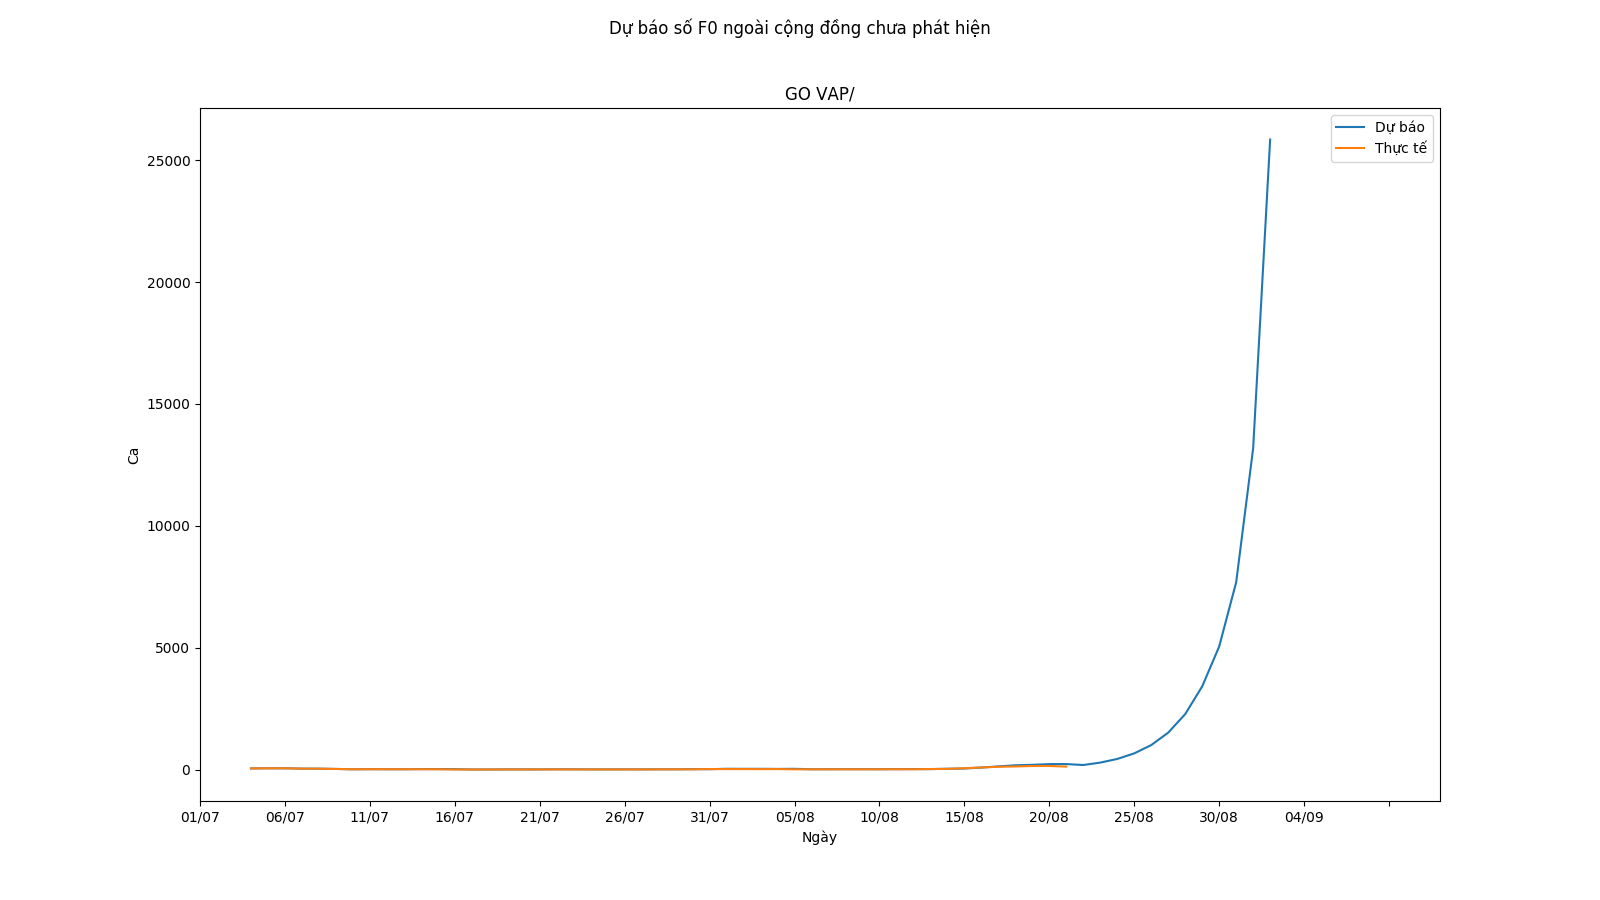 Dự báo số F0 ngoài cộng đồng chưa phát hiện
GO VAP/
Dự báo
Thực tế
25000
20000
15000
10000
5000
0
Ca
01/07 06/07 11/07 16/07 21/07 26/07 31/07 05/08 10/08 15/08 20/08 25/08 30/08 04/09
Ngày